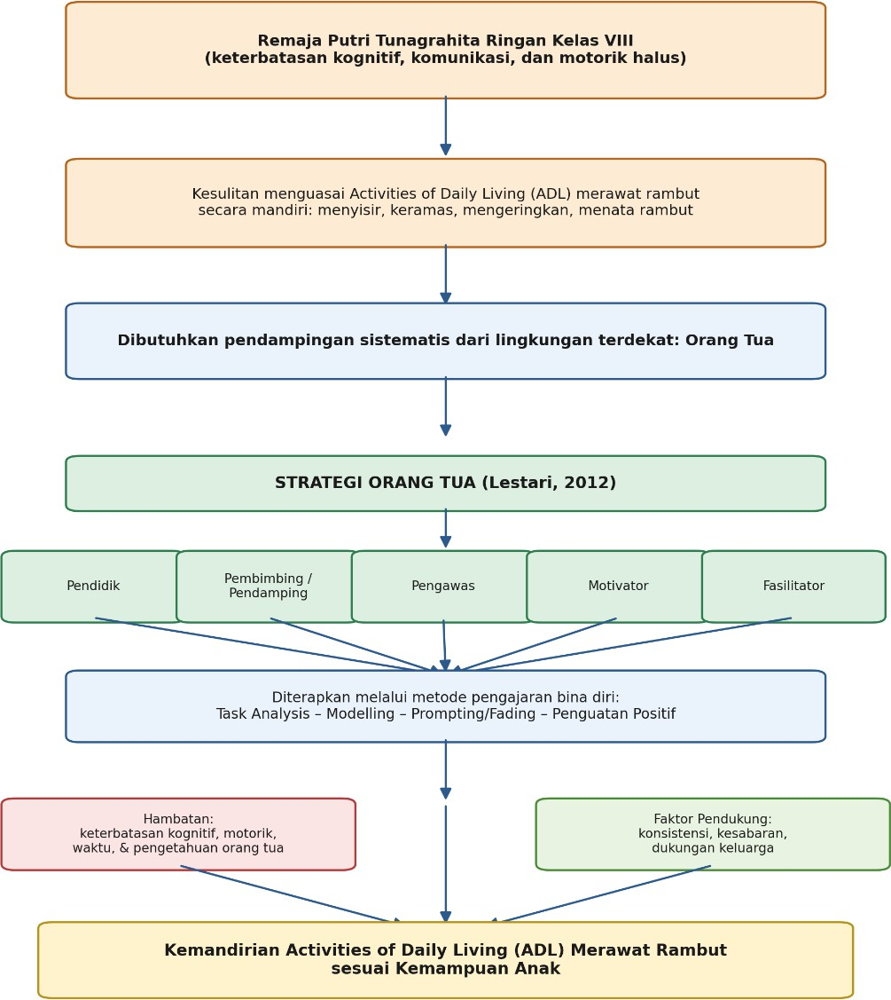 Remaja Putri Tunagrahita Ringan Kelas VIII
(keterbatasan kognitif, komunikasi, dan motorik halus)
Kesulitan menguasai Activities of Daily Living (ADL) merawat rambut
secara mandiri: menyisir, keramas, mengeringkan, menata rambut
Dibutuhkan pendampingan sistematis dari lingkungan terdekat: Orang Tua
STRATEGI ORANG TUA (Lestari, 2012)
Pendidik
Pembimbing /
Pendamping
Pengawas
Motivator
Fasilitator
Diterapkan melalui metode pengajaran bina diri:
Task Analysis – Modelling – Prompting/Fading – Penguatan Positif
Hambatan:
keterbatasan kognitif, motorik,
waktu, & pengetahuan orang tua
Faktor Pendukung:
konsistensi, kesabaran,
dukungan keluarga
Kemandirian Activities of Daily Living (ADL) Merawat Rambut
sesuai Kemampuan Anak